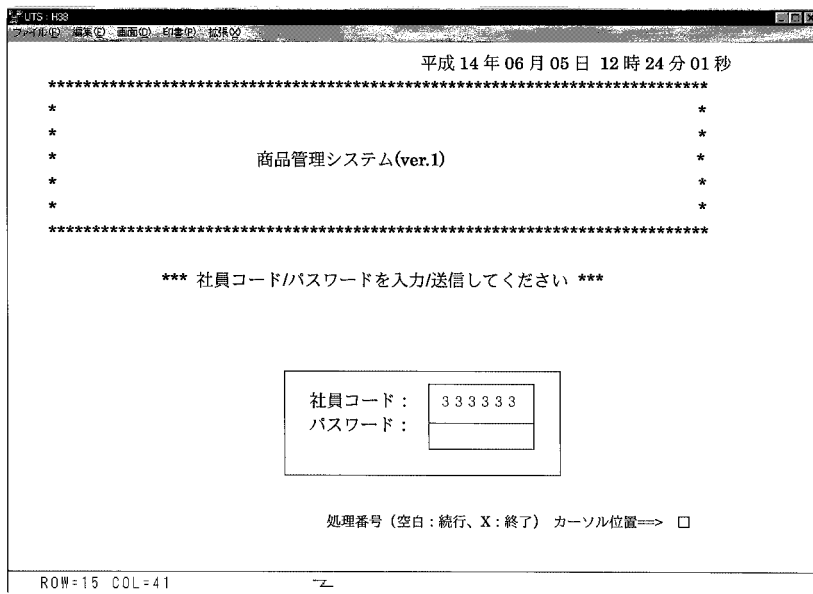 UTS : H33
ファイル(F) 編集(E) 画面(D) 印書(P) 拡張(X)
平成 14 年 06 月 05 日 12 時 24 分 01 秒
***************************************************************************
* *
* *
* 商品管理システム(ver.1) *
* *
* *
***************************************************************************
*** 社員コード/パスワードを入力/送信してください ***
社員コード： 333333
パスワード：
処理番号（空白：続行、X：終了） カーソル位置==> □
ROW=15 COL=41